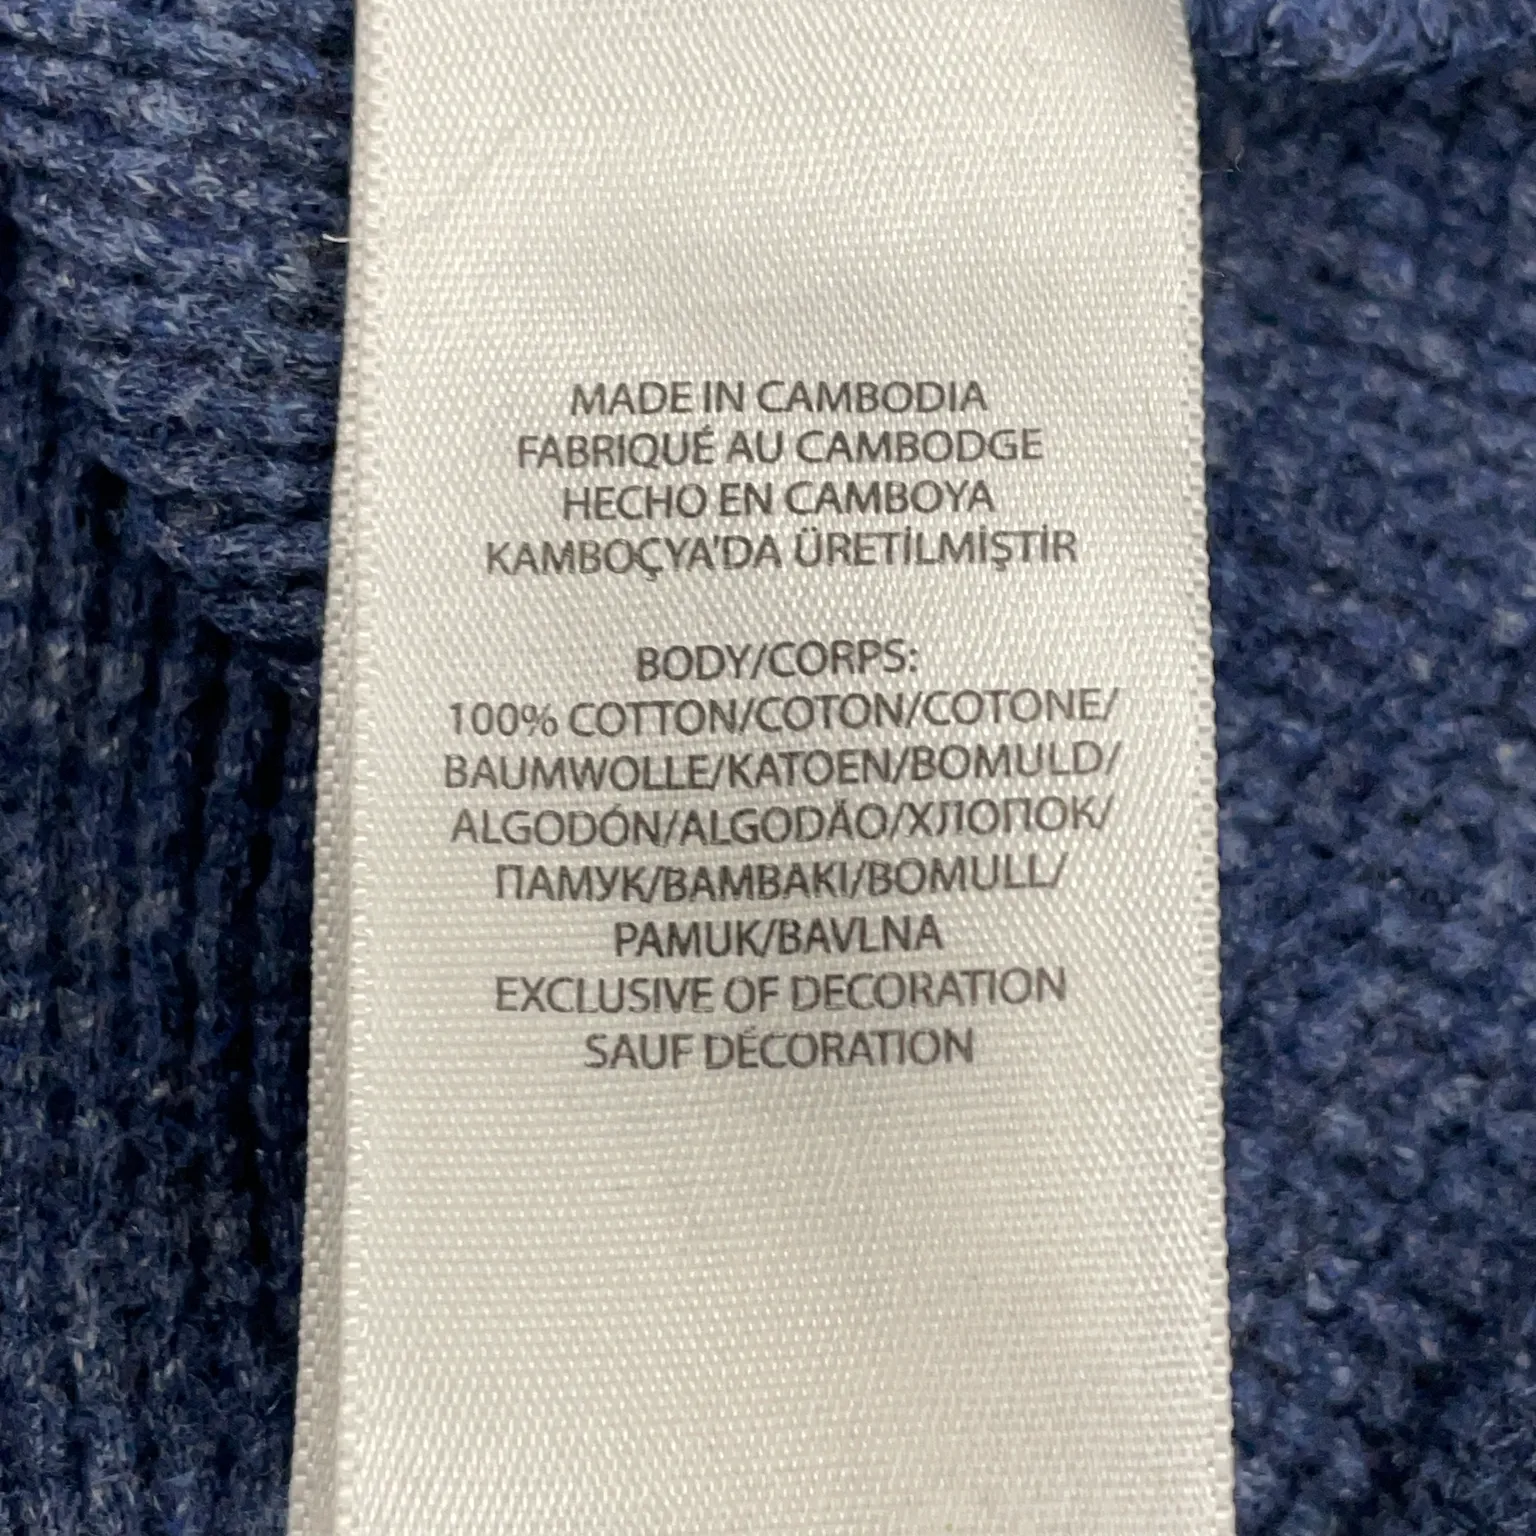 MADE IN CAMBODIA
FABRIQUÉ AU CAMBODGE
HECHO EN CAMBOYA
KAMBOÇYA'DA ÜRETİLMİŞTİR
BODY/CORPS:
100% COTTON/COTON/COTONE/
BAUMWOLLE/KATOEN/BOMULD/
ALGODÓN/ALGODÃO/ХЛОПОК/
ПАМУК/ΒΑΜΒΑΚΙ/BOMULL/
PAMUK/BAVLNA
EXCLUSIVE OF DECORATION
SAUF DÉCORATION